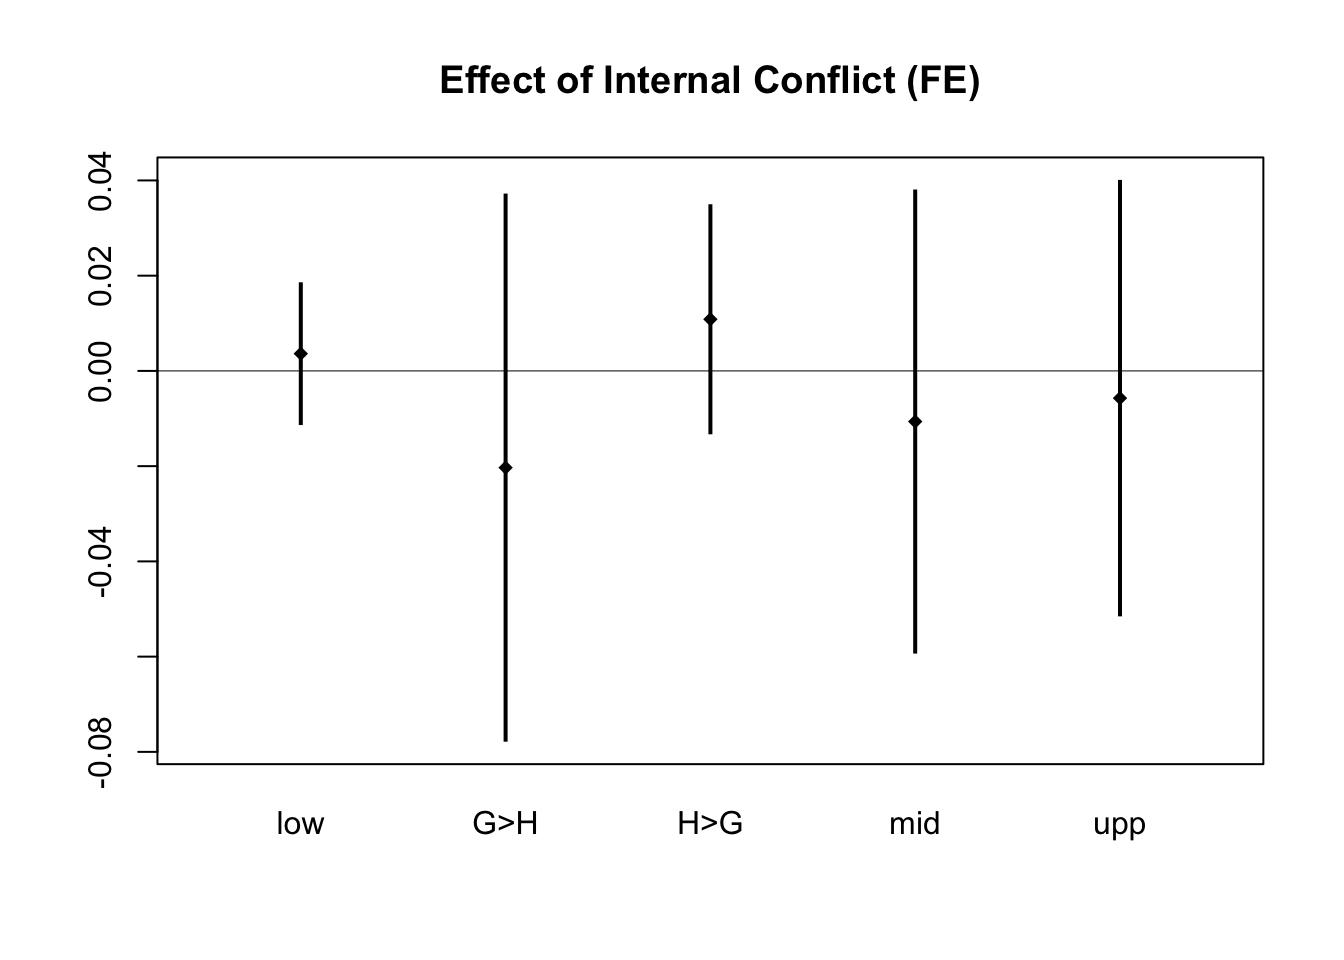 Effect of Internal Conflict (FE)
0.04
0.02
0.00
-0.04
-0.08
low G>H H>G mid upp